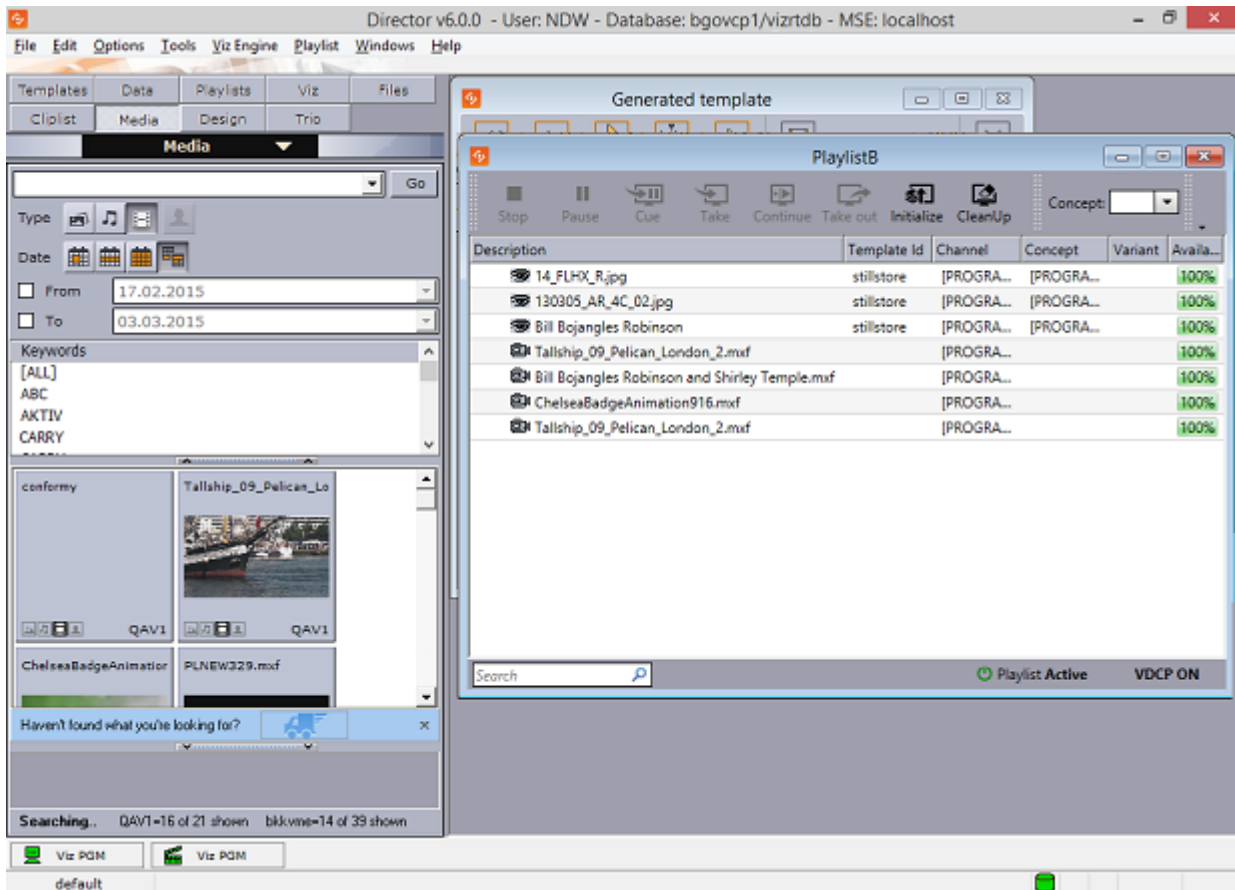 Director v6.0.0 - User: NDW - Database: bgovcp1/vizrtdb - MSE: localhost
File Edit Options Tools Viz Engine Playlist Windows Help
Templates Data Playlists Viz Files
Cliplist Media Design Trio
Media
Go
Type
Date
From 17.02.2015
To 03.03.2015
Keywords
[ALL]
ABC
AKTIV
CARRY
conformy Tallship_09_Pelican_Lo
QAV1 QAV1
ChelseaBadgeAnimatior PLNEW329.mxf
Haven't found what you're looking for?
Searching.. QAV1=16 of 21 shown bkkvme=14 of 39 shown
Generated template
PlaylistB
Stop Pause Cue Take Continue Take out Initialize CleanUp Concept:
Description Template Id Channel Concept Variant Availa...
14_FLHX_R.jpg stillstore [PROGRA... [PROGRA... 100%
130305_AR_4C_02.jpg stillstore [PROGRA... [PROGRA... 100%
Bill Bojangles Robinson stillstore [PROGRA... [PROGRA... 100%
Tallship_09_Pelican_London_2.mxf [PROGRA... 100%
Bill Bojangles Robinson and Shirley Temple.mxf [PROGRA... 100%
ChelseaBadgeAnimation916.mxf [PROGRA... 100%
Tallship_09_Pelican_London_2.mxf [PROGRA... 100%
Search Playlist Active VDCP ON
Viz PGM Viz PGM
default